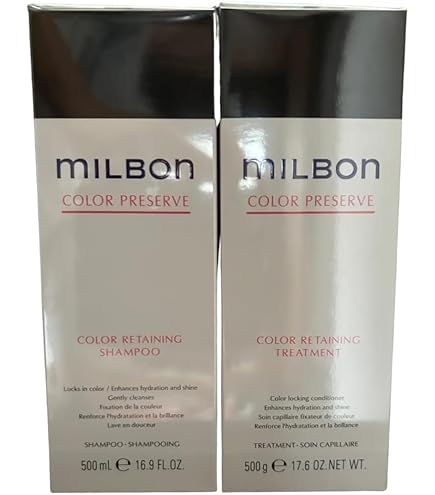 MILBON
COLOR PRESERVE
COLOR RETAINING
SHAMPOO
Locks in color / Enhances hydration and shine
Gently cleanses
Fixation de la couleur
Renforce l'hydratation et la brillance
Lave en douceur
SHAMPOO • SHAMPOOING
500 mL ℮ 16.9 FL.OZ.
MILBON
COLOR PRESERVE
COLOR RETAINING
TREATMENT
Color locking conditioner
Enhances hydration and shine
Soin capillaire fixateur de couleur
Renforce l'hydratation et la brillance
TREATMENT • SOIN CAPILLAIRE
500 g ℮ 17.6 OZ. NET WT.